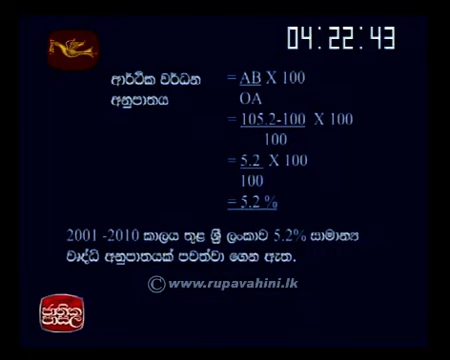 04:22:43
ආර්ථික වර්ධන = AB X 100
අනුපාතය OA
= 105.2-100 X 100
100
= 5.2 X 100
100
= 5.2 %
2001 -2010 කාලය තුළ ශ්‍රී ලංකාව 5.2% සාමාන්‍ය
වෘද්ධි අනුපාතයක් පවත්වා ගෙන ඇත.
© www.rupavahini.lk
ජාතික
පාසල